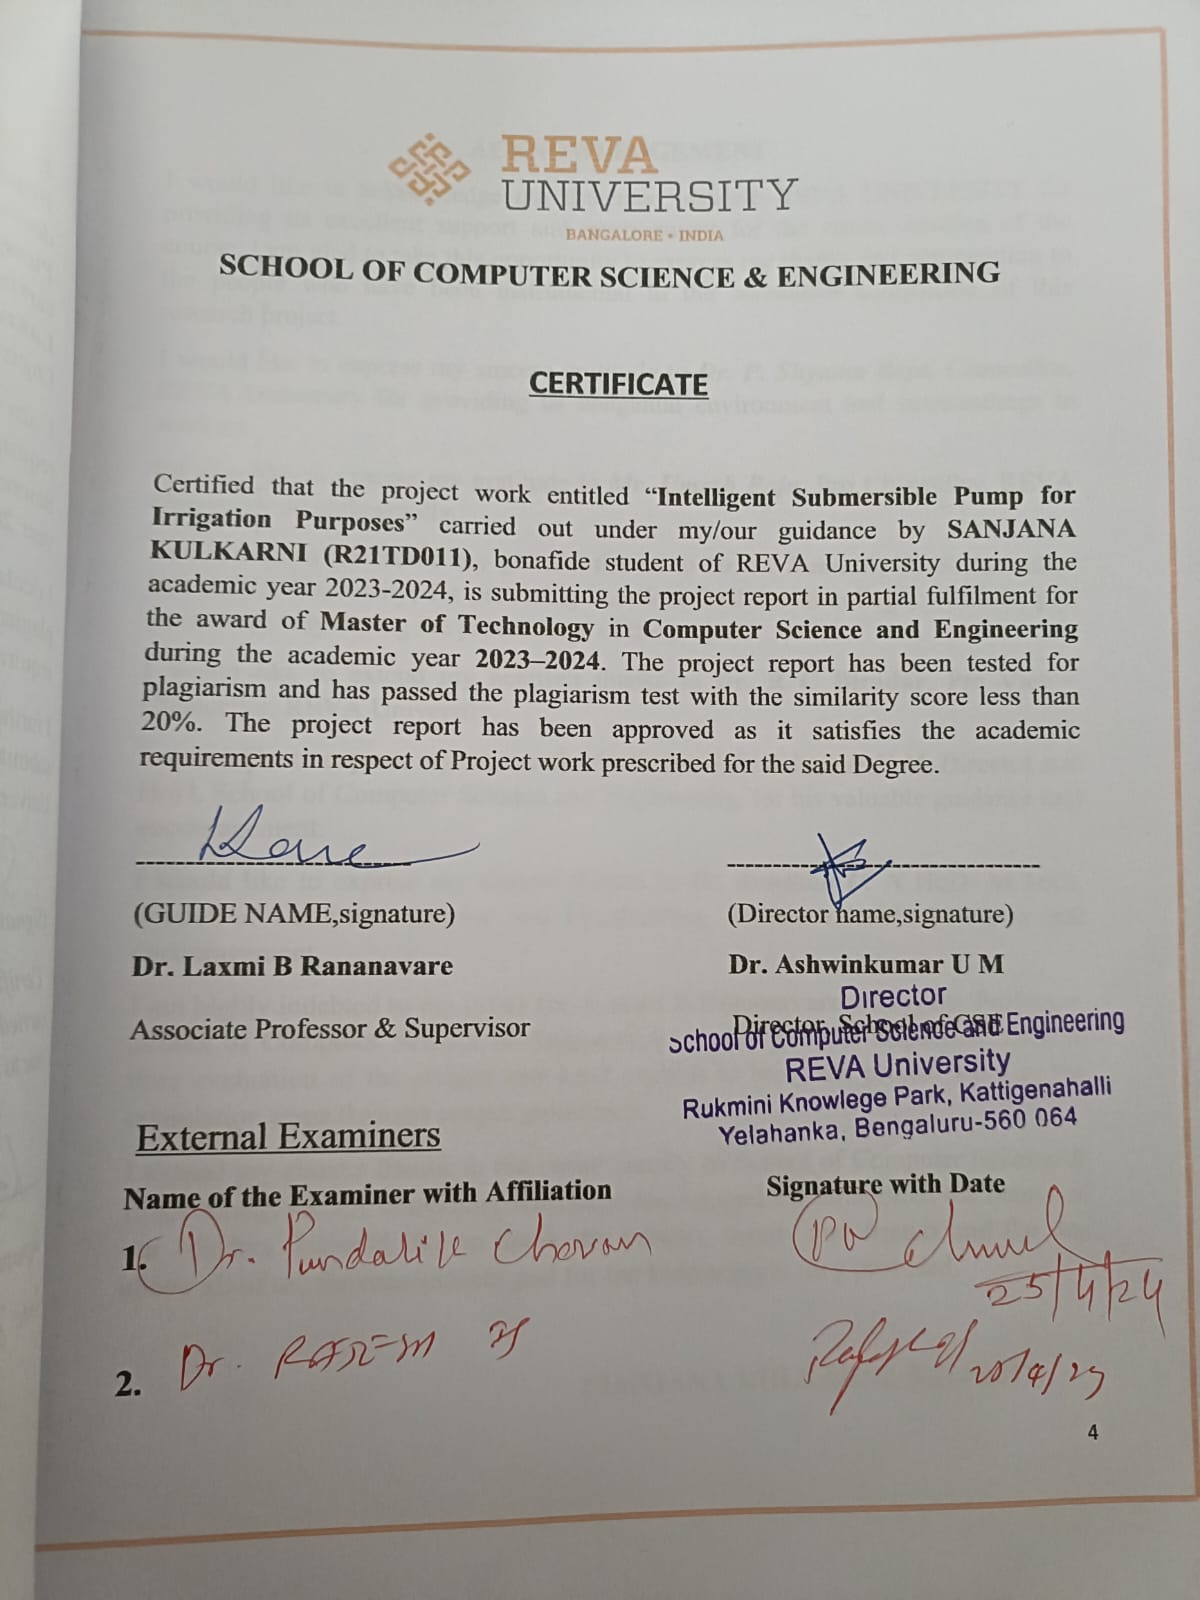 REVA
UNIVERSITY
BANGALORE • INDIA
SCHOOL OF COMPUTER SCIENCE & ENGINEERING
CERTIFICATE
Certified that the project work entitled “Intelligent Submersible Pump for
Irrigation Purposes” carried out under my/our guidance by SANJANA
KULKARNI (R21TD011), bonafide student of REVA University during the
academic year 2023-2024, is submitting the project report in partial fulfilment for
the award of Master of Technology in Computer Science and Engineering
during the academic year 2023–2024. The project report has been tested for
plagiarism and has passed the plagiarism test with the similarity score less than
20%. The project report has been approved as it satisfies the academic
requirements in respect of Project work prescribed for the said Degree.
(GUIDE NAME,signature) (Director name,signature)
Dr. Laxmi B Rananavare Dr. Ashwinkumar U M
Director
Associate Professor & Supervisor Director, School of CSE
School of Computer Science and Engineering
REVA University
Rukmini Knowlege Park, Kattigenahalli
Yelahanka, Bengaluru-560 064
External Examiners
Name of the Examiner with Affiliation Signature with Date
1. Dr. Pundalik Chavan
25/4/24
2. Dr.
4